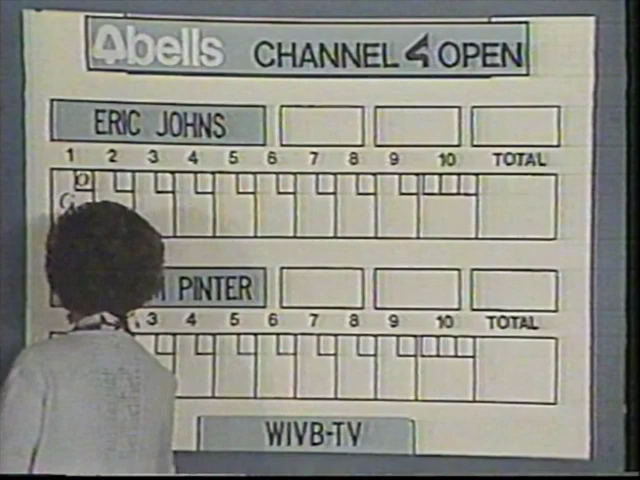 4bells CHANNEL 4 OPEN
ERIC JOHNS
1 2 3 4 5 6 7 8 9 10 TOTAL
PINTER
3 4 5 6 7 8 9 10 TOTAL
WIVB-TV